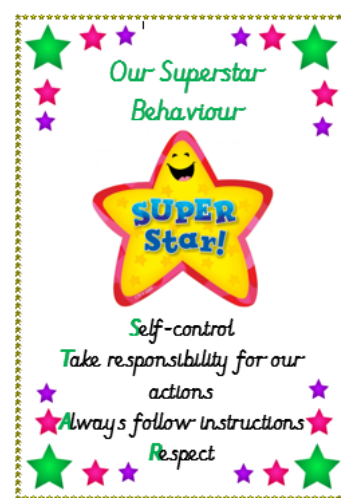 Our Superstar
Behaviour
SUPER
Star!
Self-control
Take responsibility for our
actions
Always follow instructions
Respect